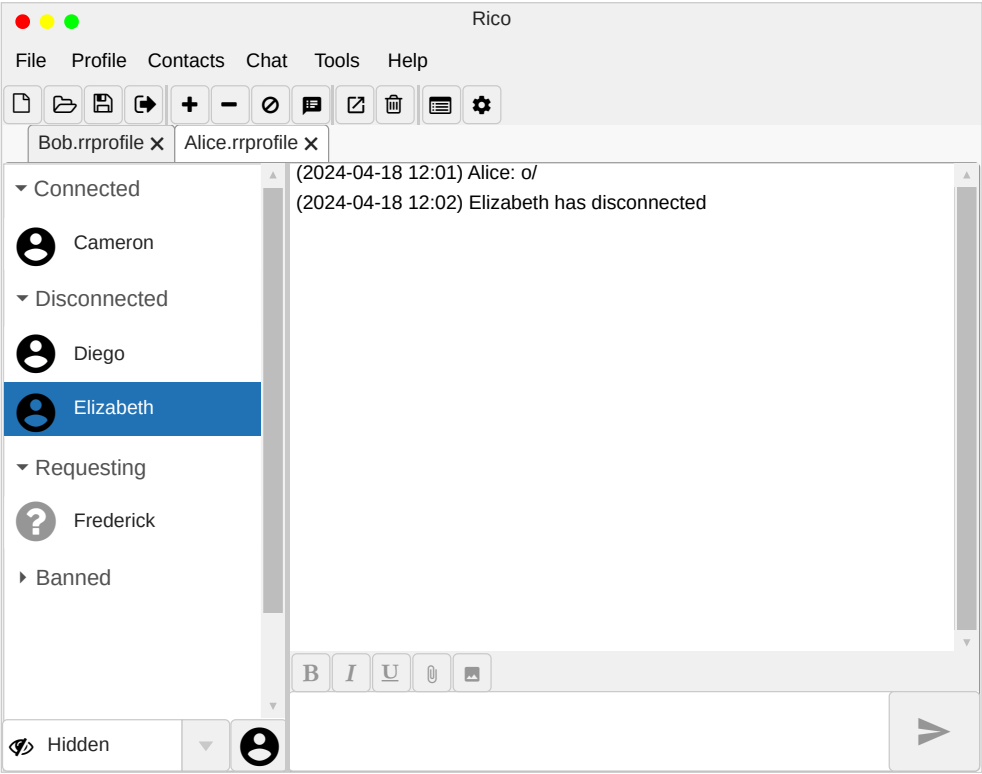 Rico
File Profile Contacts Chat Tools Help
Bob.rrprofile Alice.rrprofile
Connected
Cameron
Disconnected
Diego
Elizabeth
Requesting
Frederick
Banned
Hidden
(2024-04-18 12:01) Alice: o/
(2024-04-18 12:02) Elizabeth has disconnected
B I U